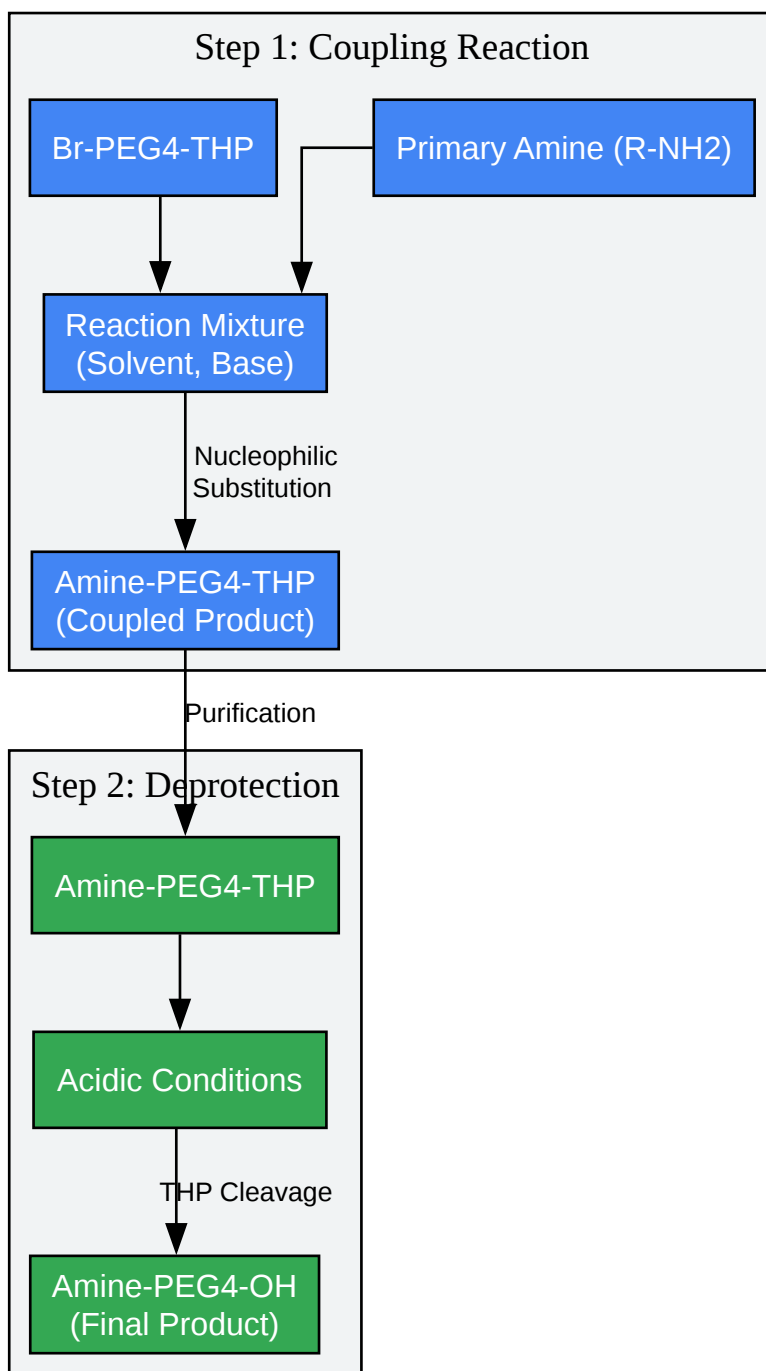 Step 1: Coupling Reaction
Br-PEG4-THP
Primary Amine (R-NH2)
Reaction Mixture
(Solvent, Base)
Nucleophilic
Substitution
Amine-PEG4-THP
(Coupled Product)
Purification
Step 2: Deprotection
Amine-PEG4-THP
Acidic Conditions
THP Cleavage
Amine-PEG4-OH
(Final Product)